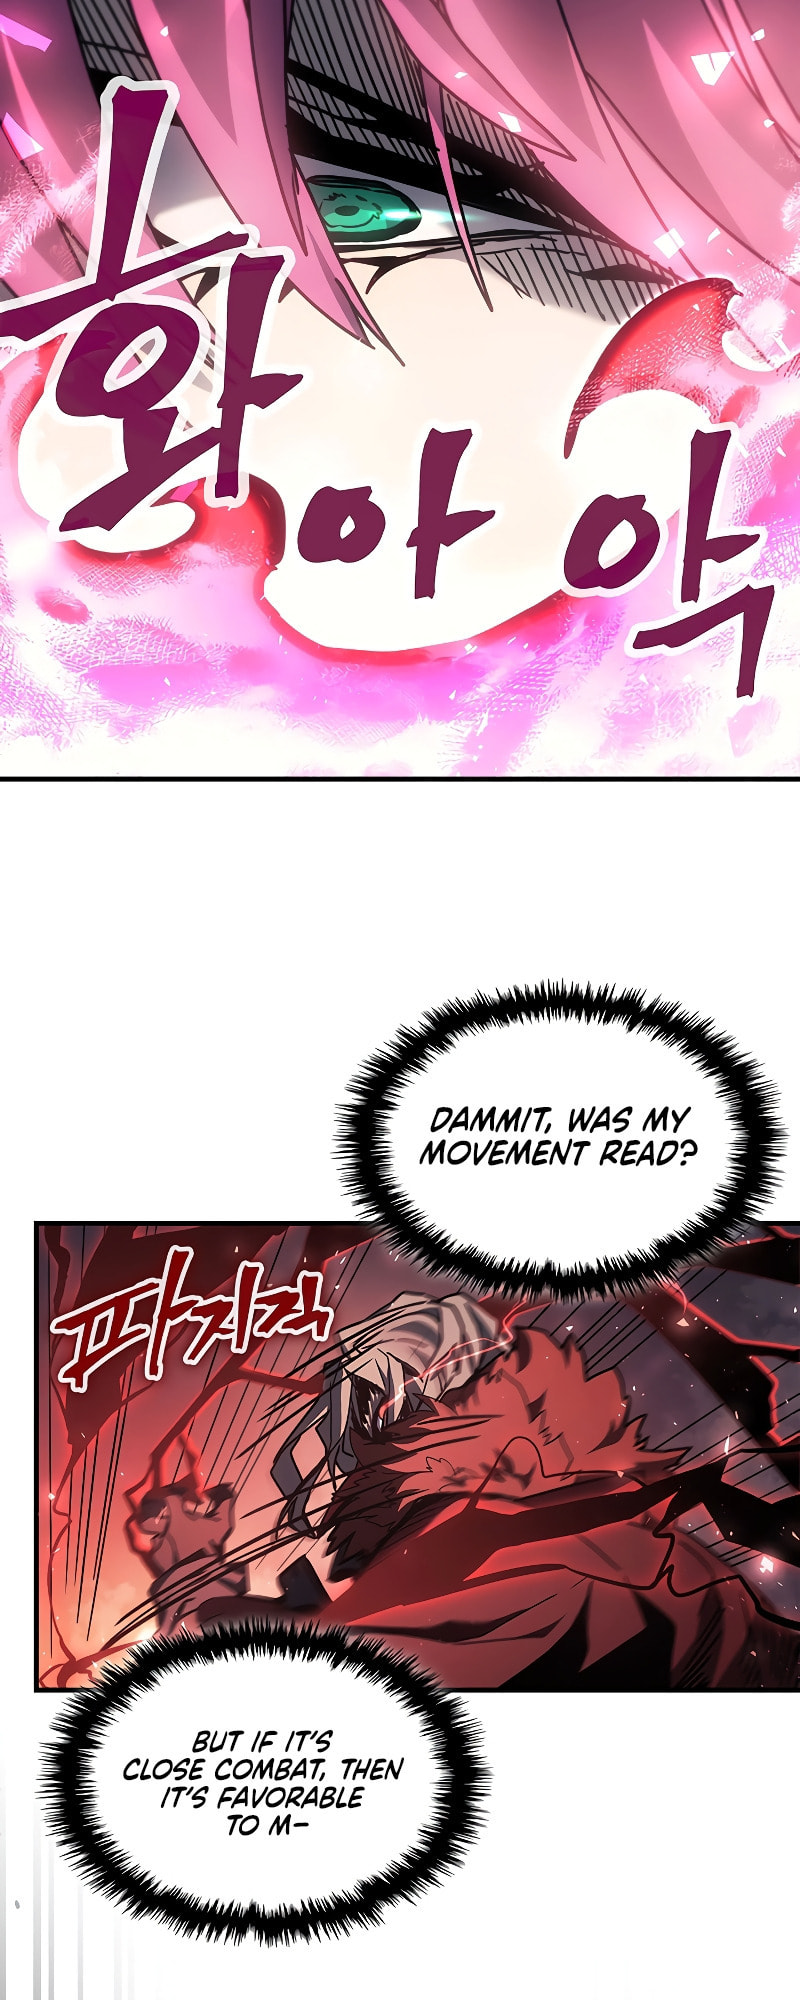 화아악
DAMMIT, WAS MY
MOVEMENT READ?
파지직
BUT IF IT'S
CLOSE COMBAT, THEN
IT'S FAVORABLE
TO M-